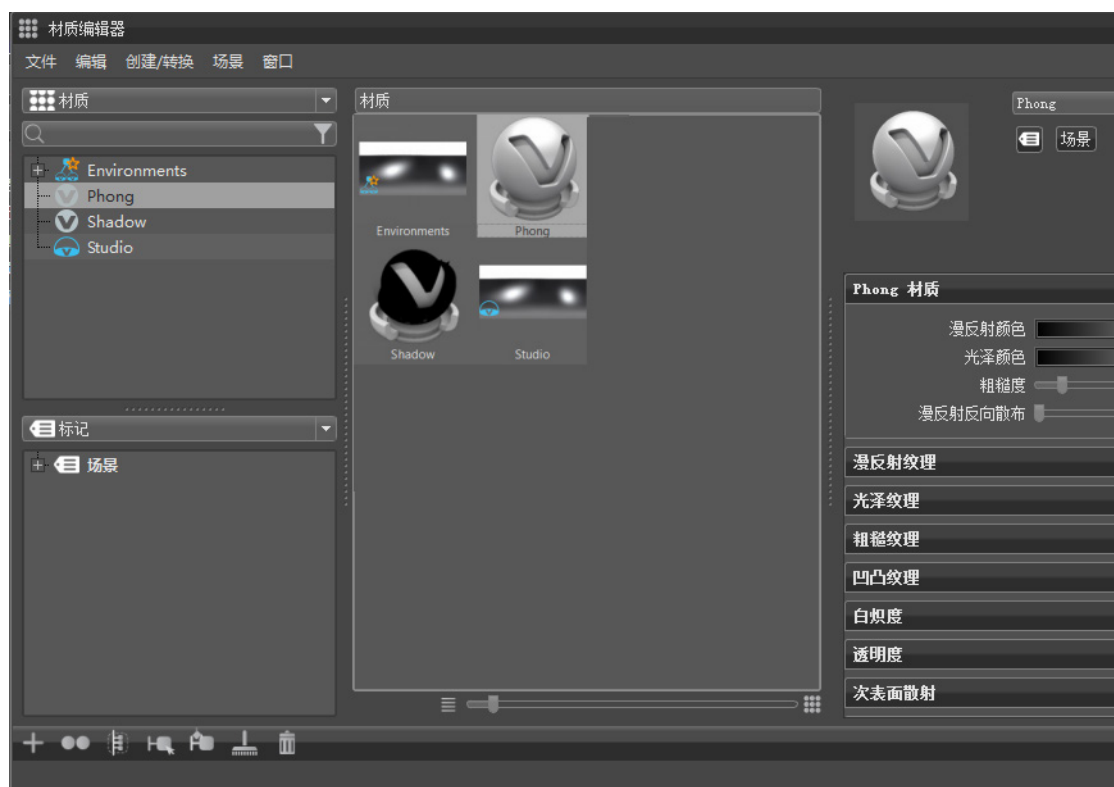 材质编辑器
文件 编辑 创建/转换 场景 窗口
材质
Environments
Phong
Shadow
Studio
标记
场景
材质
Environments Phong
Shadow Studio
Phong
场景
Phong 材质
漫反射颜色
光泽颜色
粗糙度
漫反射反向散布
漫反射纹理
光泽纹理
粗糙纹理
凹凸纹理
白炽度
透明度
次表面散射